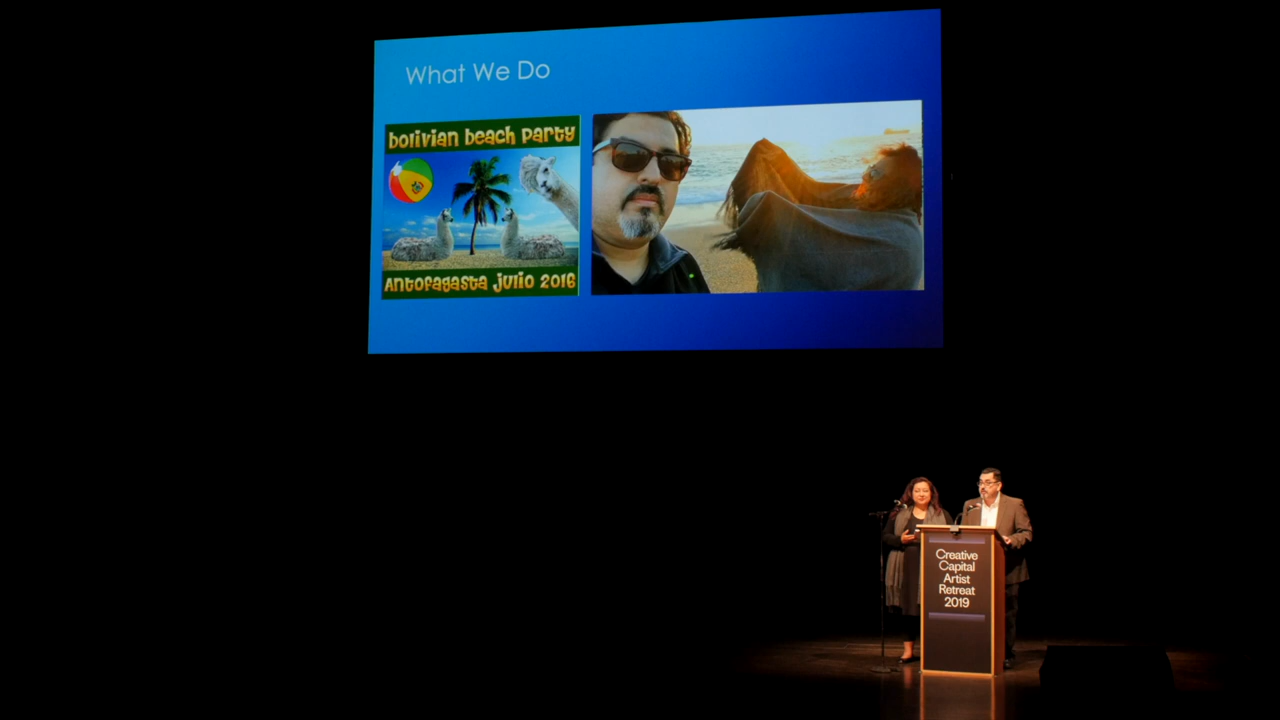 What We Do
bolivian beach party
Antofagasta julio 2016
Creative
Capital
Artist
Retreat
2019